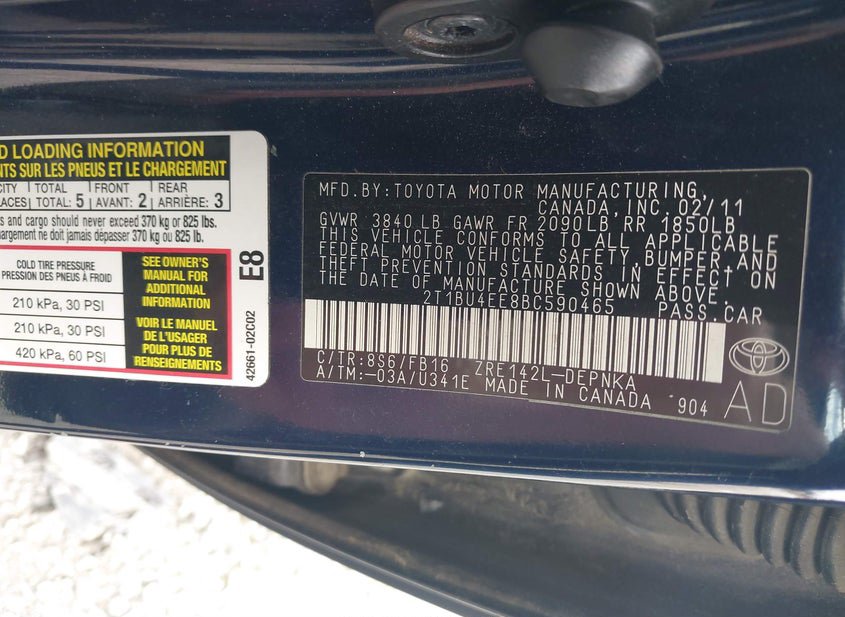 D LOADING INFORMATION
NTS SUR LES PNEUS ET LE CHARGEMENT
CITY TOTAL FRONT REAR
PLACES TOTAL: 5 AVANT: 2 ARRIÈRE: 3
ts and cargo should never exceed 370 kg or 825 lbs.
hargement ne doit jamais dépasser 370 kg ou 825 lb.
COLD TIRE PRESSURE
PRESSION DES PNEUS À FROID
210 kPa, 30 PSI
210 kPa, 30 PSI
420 kPa, 60 PSI
SEE OWNER'S
MANUAL FOR
ADDITIONAL
INFORMATION
VOIR LE MANUEL
DE L'USAGER
POUR PLUS DE
RENSEIGNEMENTS
E8
42661-02C02
MFD.BY:TOYOTA MOTOR MANUFACTURING,
CANADA,INC.02/11
GVWR 3840LB GAWR FR 2090LB RR 1850LB
THIS VEHICLE CONFORMS TO ALL APPLICABLE
FEDERAL MOTOR VEHICLE SAFETY, BUMPER,AND
THEFT PREVENTION STANDARDS IN EFFECT ON
THE DATE OF MANUFACTURE SHOWN ABOVE.
2T1BU4EE8BC590465 PASS.CAR
C/TR:8S6/FB16 ZRE142L-DEPNKA
A/TM:-03A/U341E MADE IN CANADA 904
AD